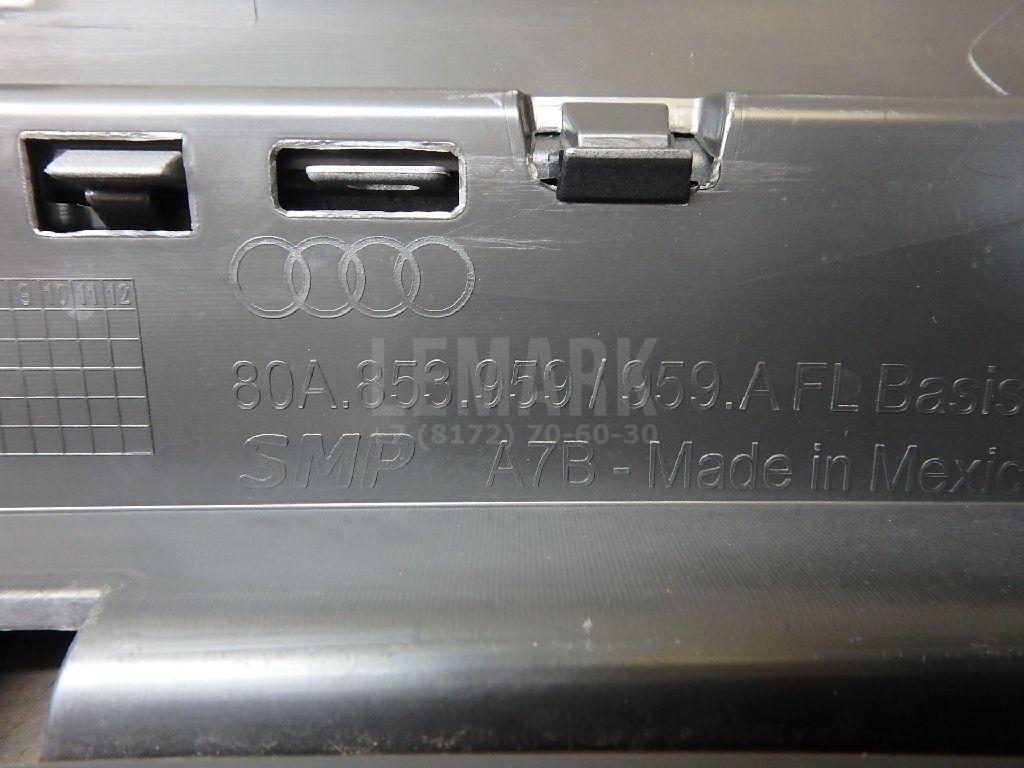 9 10 11 12
80A.853.959 / 959.A FL Basis
LEMARK
+7 (8172) 70-60-30
SMP A7B - Made in Mexic